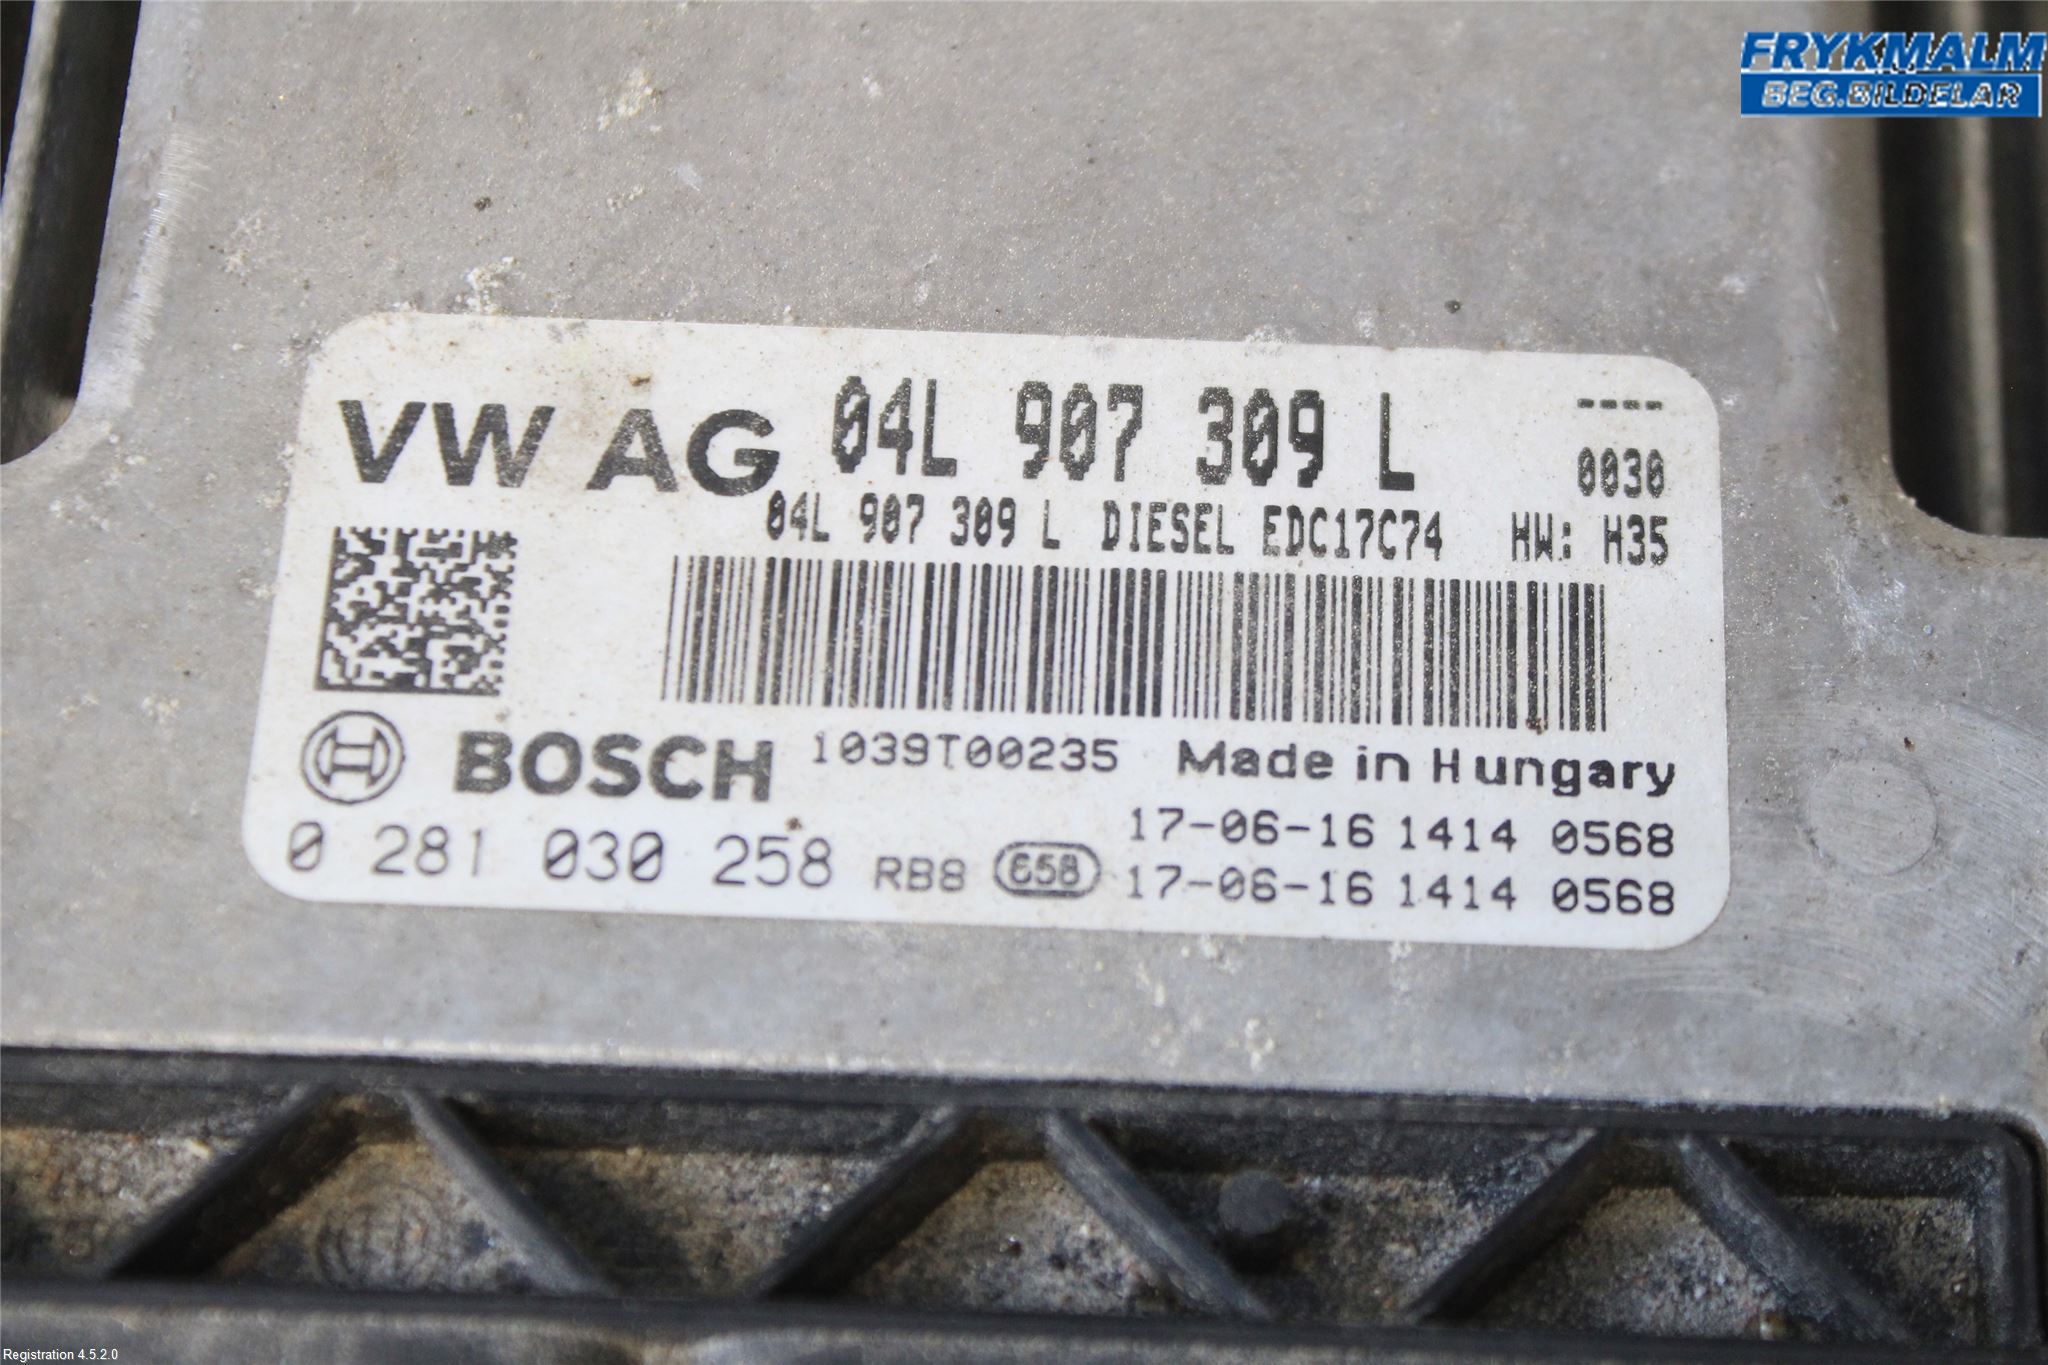 FRYKMALM
BEG.BILDELAR
VW AG 04L 907 309 L ----
0030
04L 907 309 L DIESEL EDC17C74 HW: H35
BOSCH 1039T00235 Made in Hungary
17-06-16 1414 0568
0 281 030 258 RB8 658 17-06-16 1414 0568
Registration 4.5.2.0